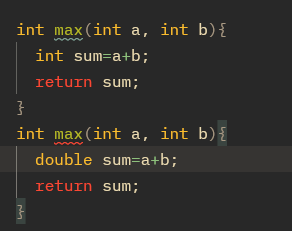 int max(int a, int b){
  int sum=a+b;
  return sum;
}
int max(int a, int b){
  double sum=a+b;
  return sum;
}